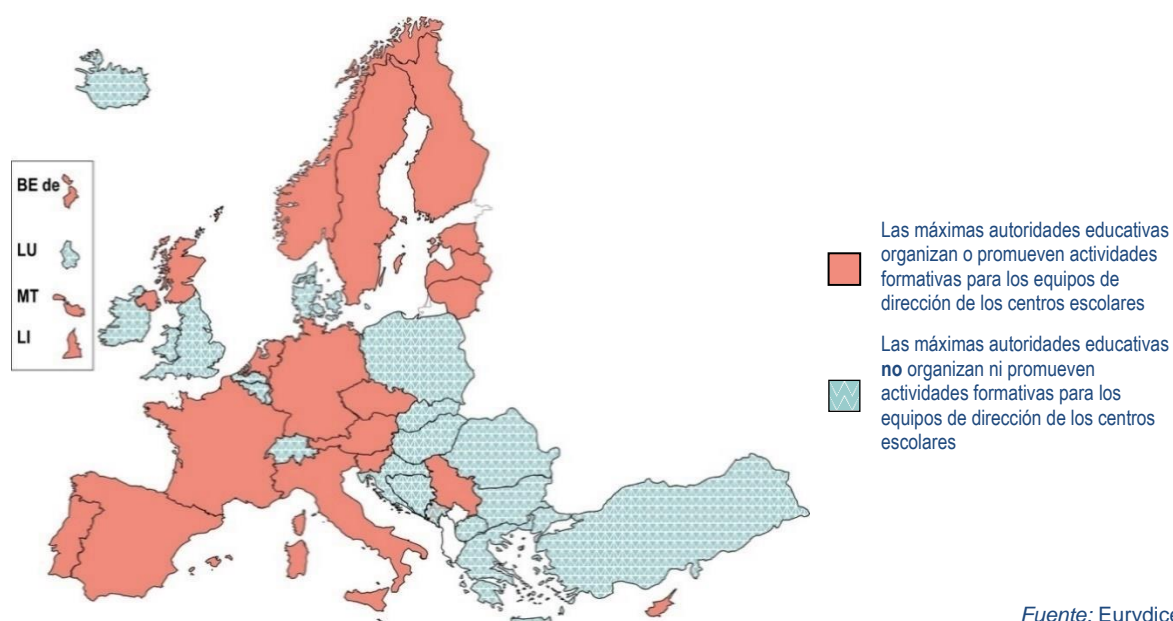 BE de
LU
MT
LI
Las máximas autoridades educativas
organizan o promueven actividades
formativas para los equipos de
dirección de los centros escolares
Las máximas autoridades educativas
no organizan ni promueven
actividades formativas para los
equipos de dirección de los centros
escolares
Fuente: Eurydice